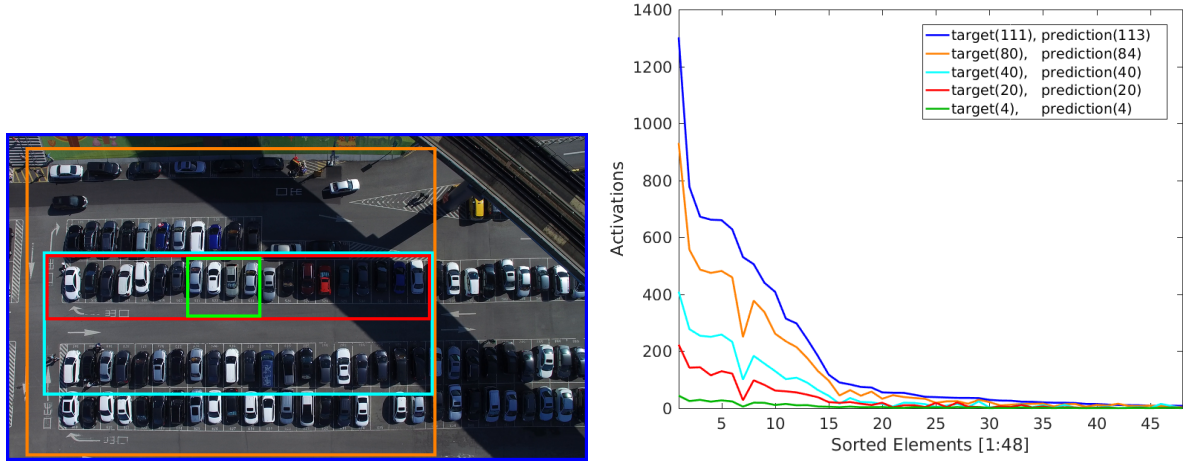 1400
1200
1000
800
600
400
200
0
Activations
5
10
15
20
25
30
35
40
45
Sorted Elements [1:48]
target(111), prediction(113)
target(80), prediction(84)
target(40), prediction(40)
target(20), prediction(20)
target(4), prediction(4)